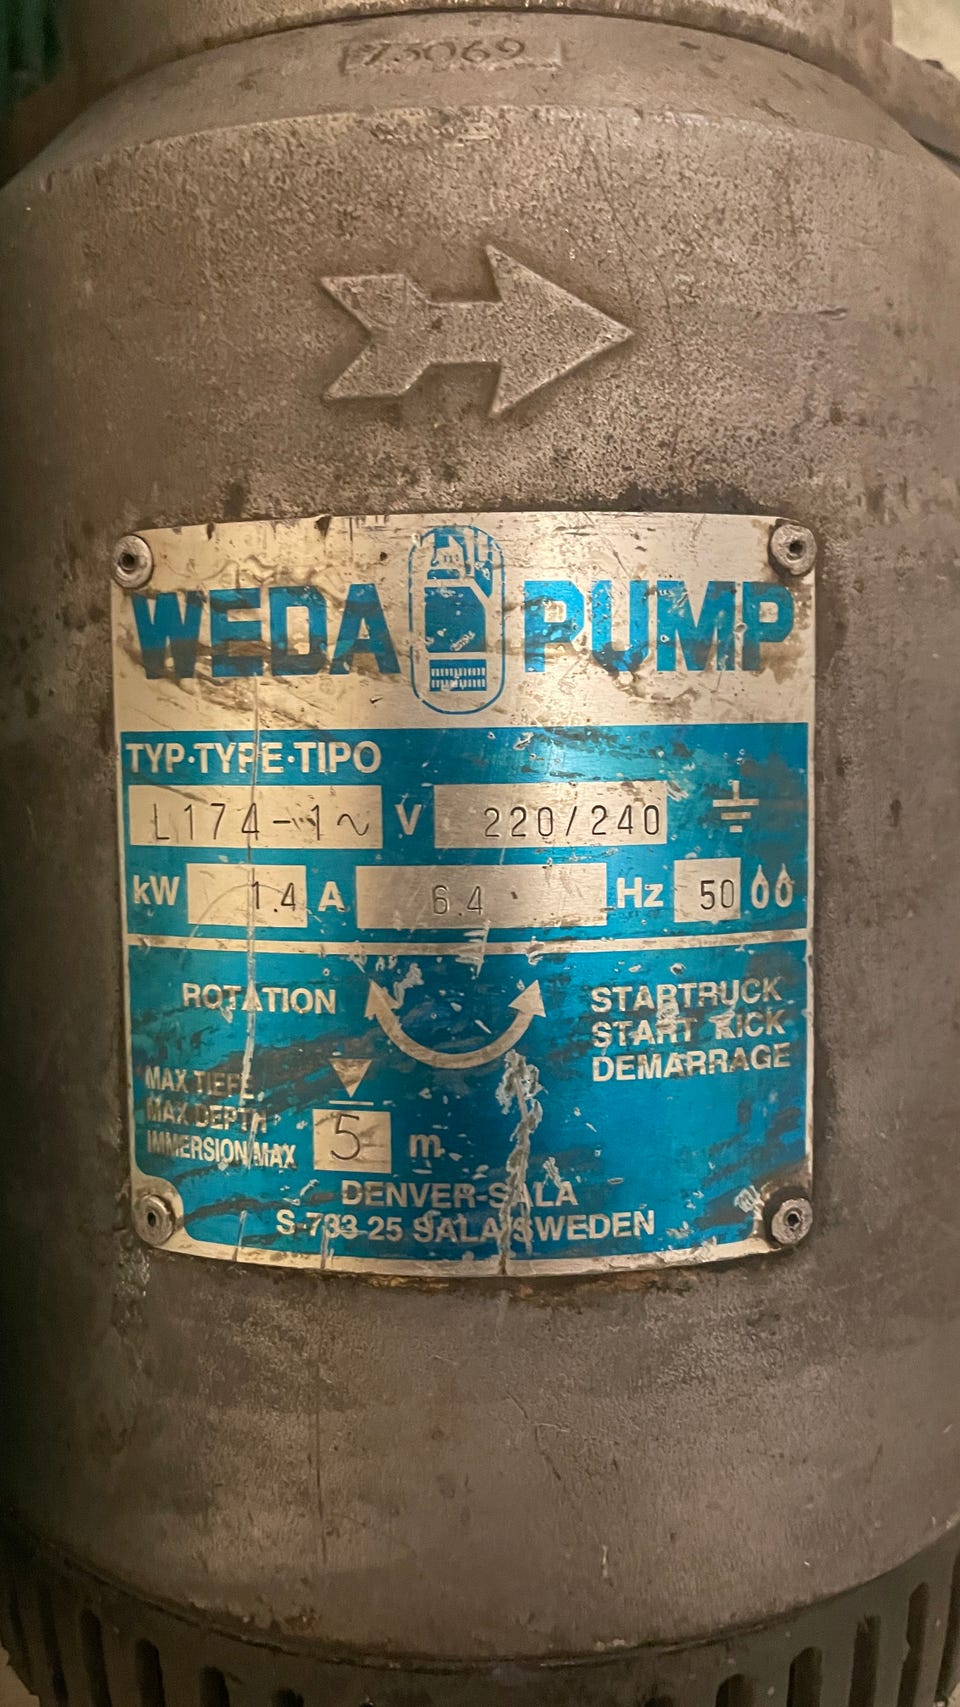 73069
WEDA PUMP
TYP·TYPE·TIPO
L174-1~ V 220/240
kW 1.4 A 6.4 Hz 50
ROTATION
STARTRUCK
START KICK
DEMARRAGE
MAX TIEFE
MAX DEPTH
IMMERSION MAX 5 m
DENVER-SALA
S-733 25 SALA SWEDEN